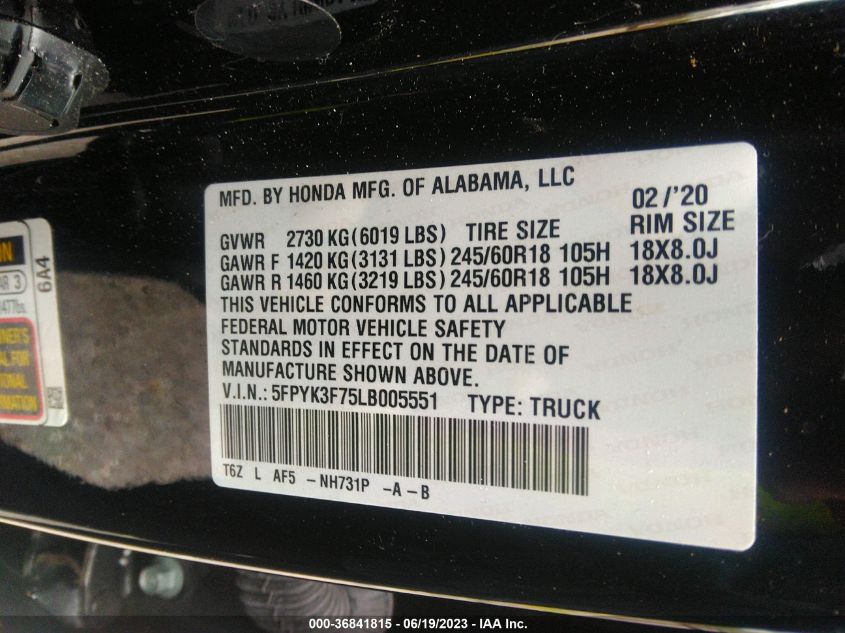 MFD. BY HONDA MFG. OF ALABAMA, LLC 02/'20
GVWR 2730 KG(6019 LBS) TIRE SIZE RIM SIZE
GAWR F 1420 KG(3131 LBS) 245/60R18 105H 18X8.0J
GAWR R 1460 KG(3219 LBS) 245/60R18 105H 18X8.0J
THIS VEHICLE CONFORMS TO ALL APPLICABLE
FEDERAL MOTOR VEHICLE SAFETY
STANDARDS IN EFFECT ON THE DATE OF
MANUFACTURE SHOWN ABOVE.
V.I.N.: 5FPYK3F75LB005551 TYPE: TRUCK
T6Z L AF5 -NH731P -A-B
3
6A4
477lbs.
000-36841815 - 06/19/2023 - IAA Inc.